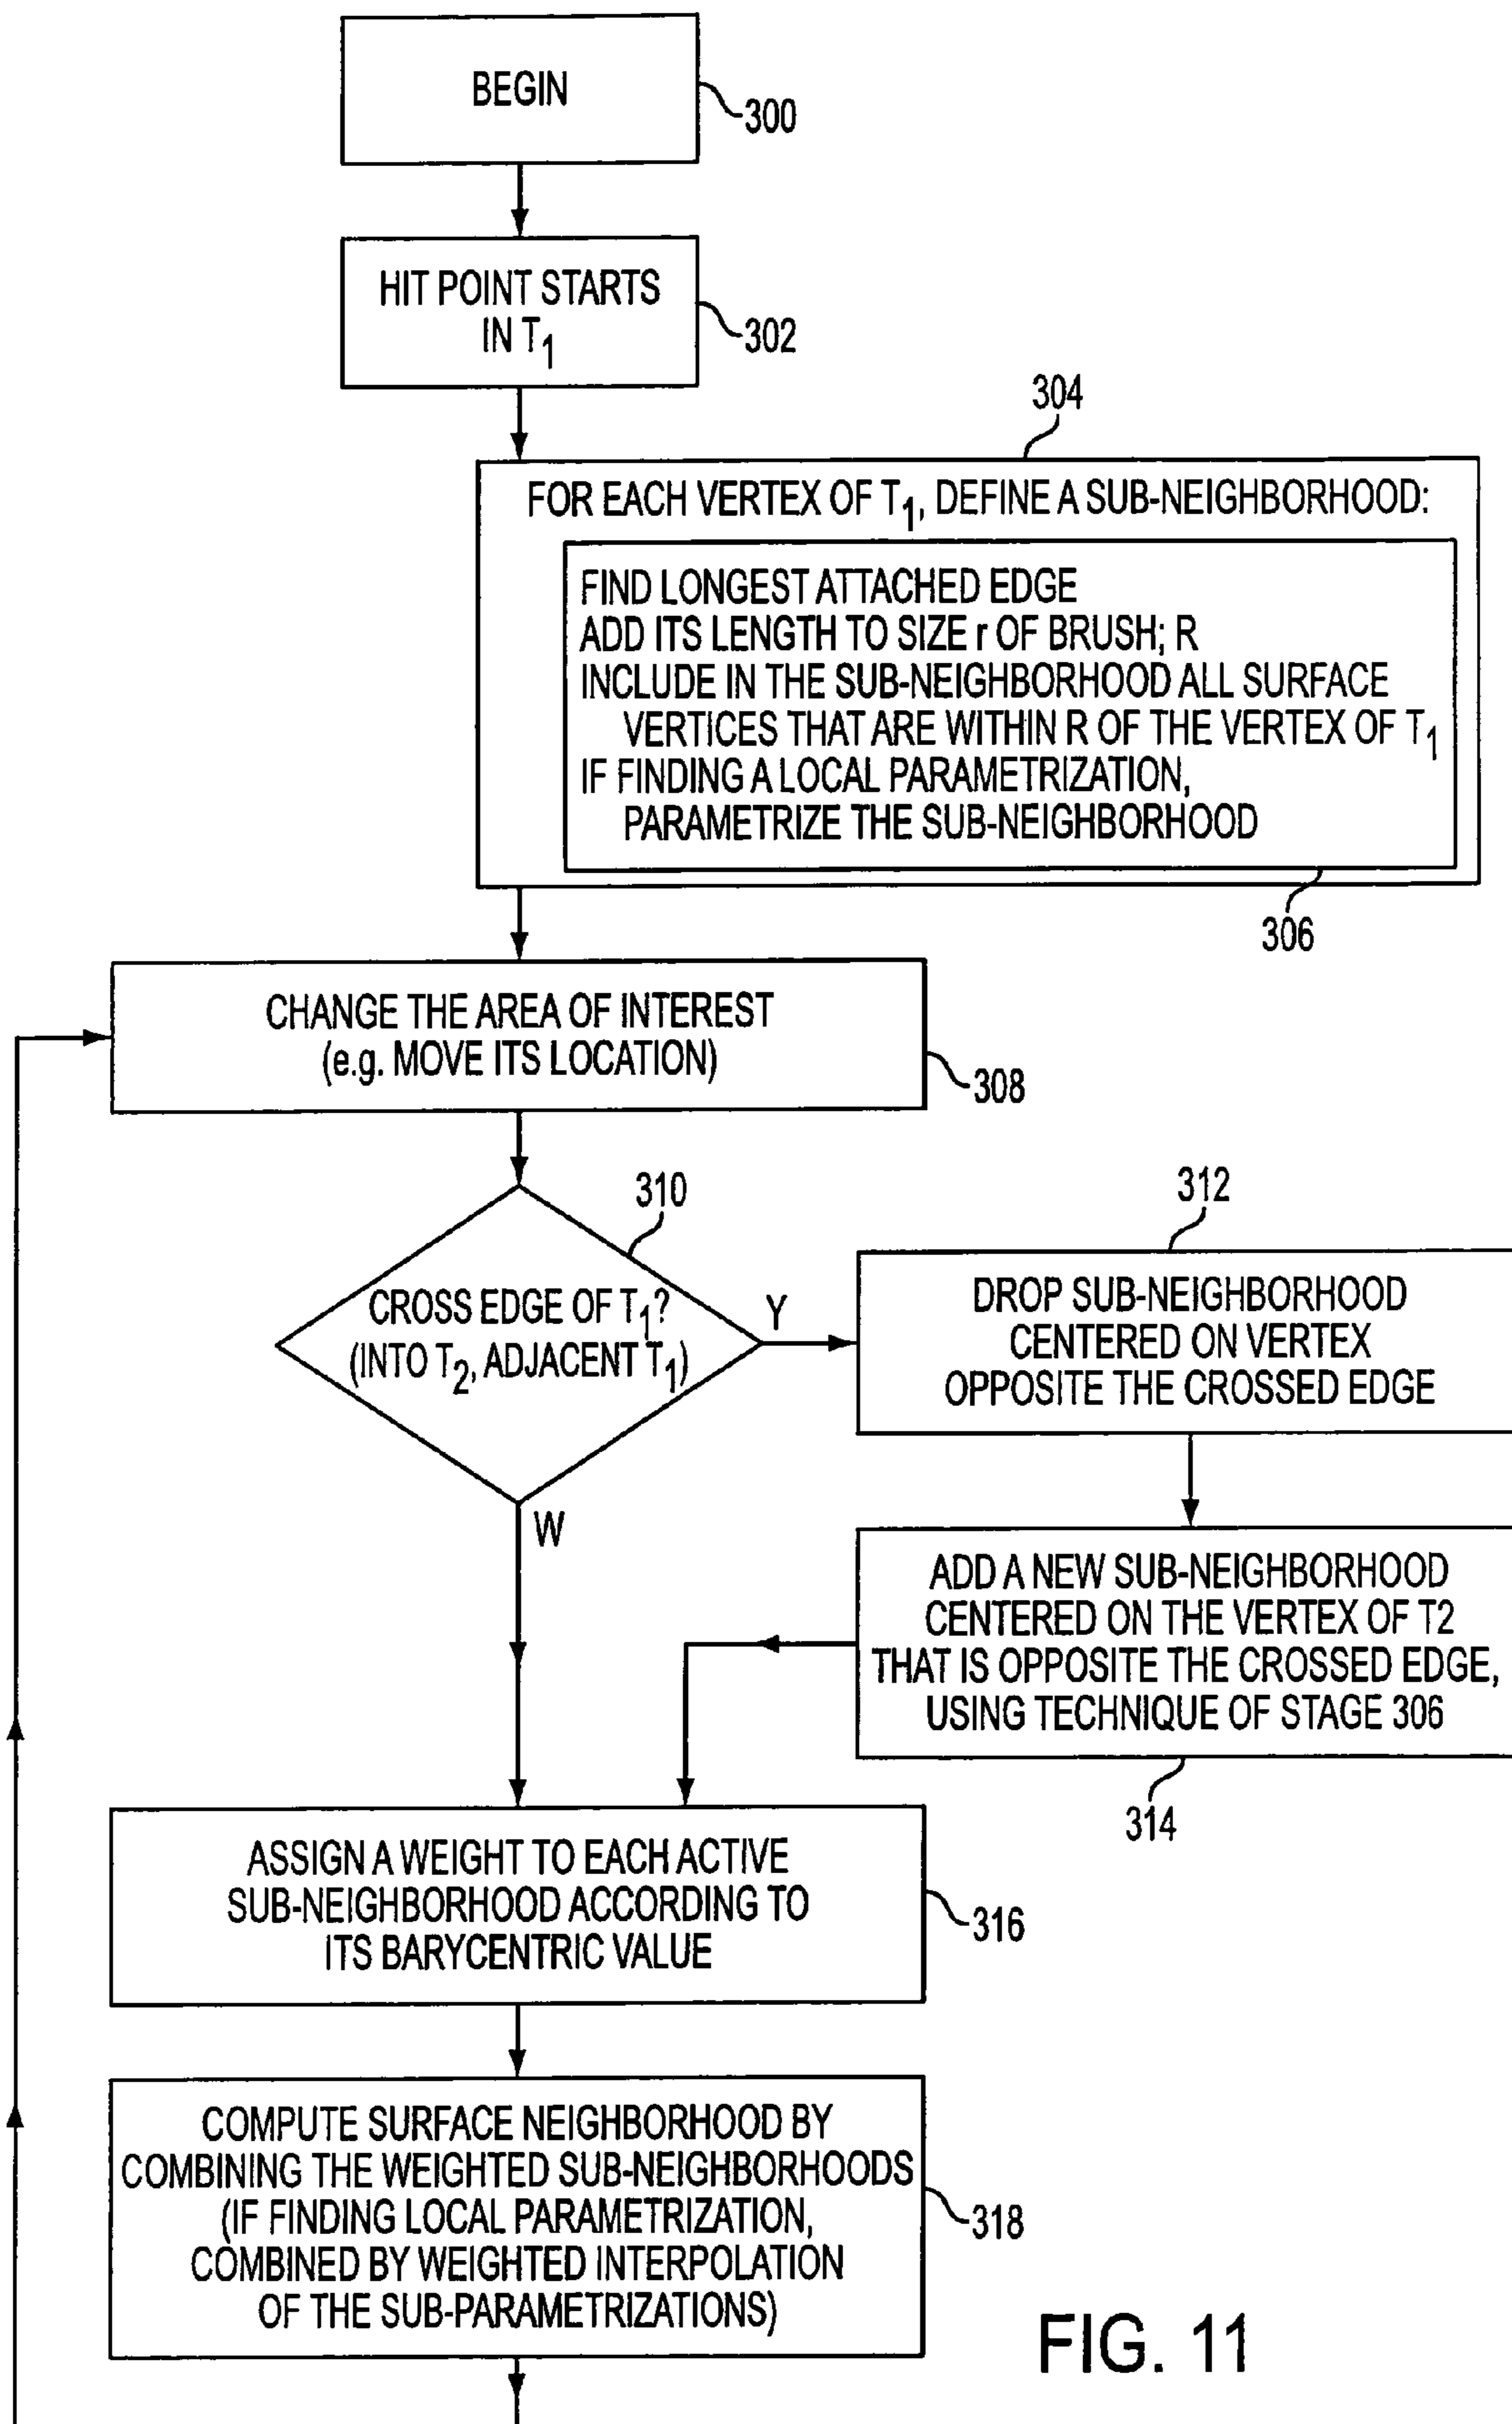 BEGIN
300
HIT POINT STARTS
IN T1
302
304
FOR EACH VERTEX OF T1, DEFINE A SUB-NEIGHBORHOOD:
FIND LONGEST ATTACHED EDGE
ADD ITS LENGTH TO SIZE r OF BRUSH; R
INCLUDE IN THE SUB-NEIGHBORHOOD ALL SURFACE
VERTICES THAT ARE WITHIN R OF THE VERTEX OF T1
IF FINDING A LOCAL PARAMETRIZATION,
PARAMETRIZE THE SUB-NEIGHBORHOOD
306
CHANGE THE AREA OF INTEREST
(e.g. MOVE ITS LOCATION)
308
310
CROSS EDGE OF T1?
(INTO T2, ADJACENT T1)
Y
W
312
DROP SUB-NEIGHBORHOOD
CENTERED ON VERTEX
OPPOSITE THE CROSSED EDGE
ADD A NEW SUB-NEIGHBORHOOD
CENTERED ON THE VERTEX OF T2
THAT IS OPPOSITE THE CROSSED EDGE,
USING TECHNIQUE OF STAGE 306
314
ASSIGN A WEIGHT TO EACH ACTIVE
SUB-NEIGHBORHOOD ACCORDING TO
ITS BARYCENTRIC VALUE
316
COMPUTE SURFACE NEIGHBORHOOD BY
COMBINING THE WEIGHTED SUB-NEIGHBORHOODS
(IF FINDING LOCAL PARAMETRIZATION,
COMBINED BY WEIGHTED INTERPOLATION
OF THE SUB-PARAMETRIZATIONS)
318
FIG. 11